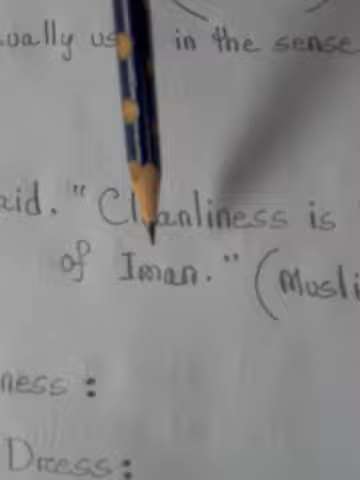 ually us in the sense
aid. "Cleanliness is
of Iman." (Musli
ness:
Dress: